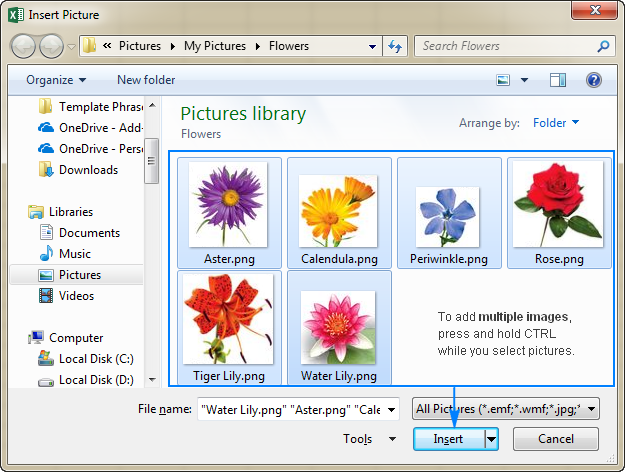 Insert Picture
« Pictures ▸ My Pictures ▸ Flowers
Search Flowers
Organize
New folder
Template Phrase
OneDrive - Add-
OneDrive - Perso
Downloads
Libraries
Documents
Music
Pictures
Videos
Computer
Local Disk (C:)
Local Disk (D:)
Pictures library
Flowers
Arrange by: Folder
Aster.png
Calendula.png
Periwinkle.png
Rose.png
Tiger Lily.png
Water Lily.png
To add multiple images,
press and hold CTRL
while you select pictures.
File name: "Water Lily.png" "Aster.png" "Cale
All Pictures (*.emf;*.wmf;*.jpg;*
Tools
Insert
Cancel